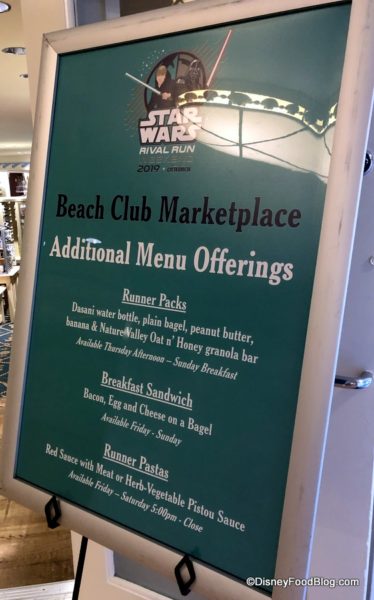 STAR
WARS
RIVAL RUN
WEEKEND
2019
Beach Club Marketplace
Additional Menu Offerings
Runner Packs
Dasani water bottle, plain bagel, peanut butter,
banana & Nature Valley Oat n' Honey granola bar
Available Thursday Afternoon – Sunday Breakfast
Breakfast Sandwich
Bacon, Egg and Cheese on a Bagel
Available Friday - Sunday
Runner Pastas
Red Sauce with Meat or Herb-Vegetable Pistou Sauce
Available Friday – Saturday 5:00pm - Close
©DisneyFoodBlog.com